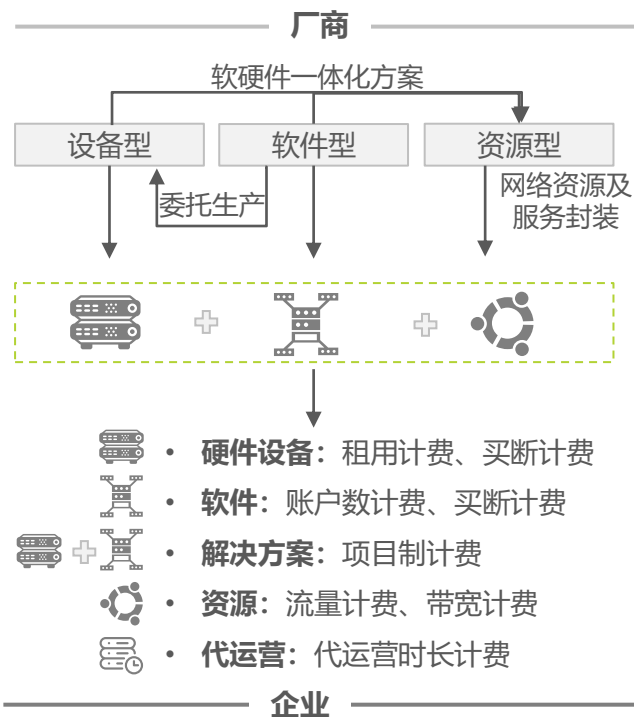 厂商
软硬件一体化方案
设备型
软件型
资源型
委托生产
网络资源及
服务封装
• 硬件设备：租用计费、买断计费
• 软件：账户数计费、买断计费
• 解决方案：项目制计费
• 资源：流量计费、带宽计费
• 代运营：代运营时长计费
企业